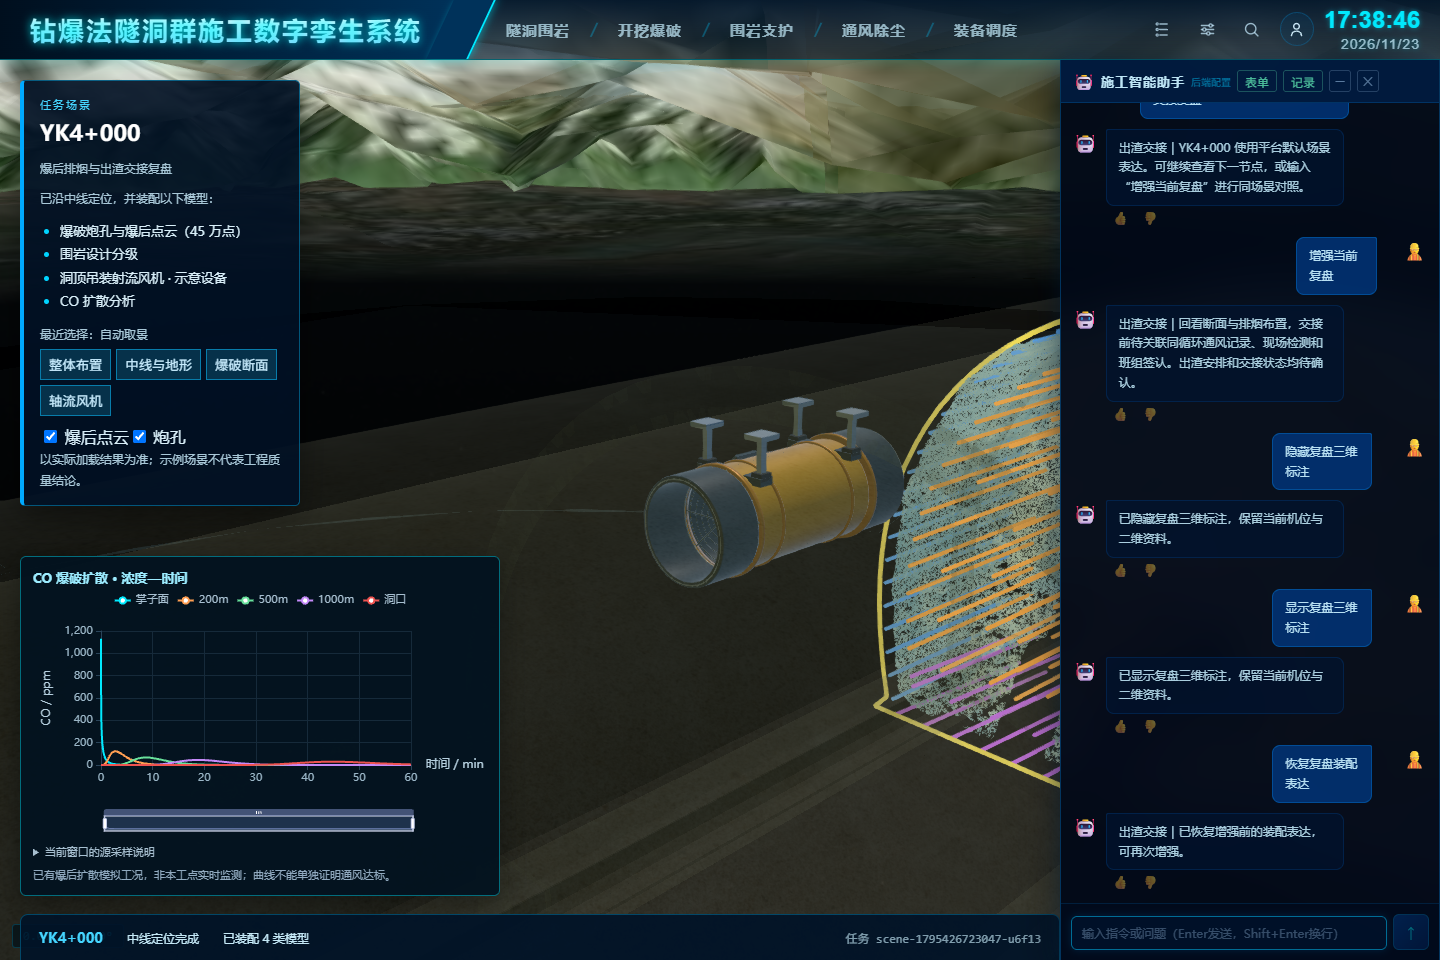 钻爆法隧洞群施工数字孪生系统
隧洞围岩 / 开挖爆破 / 围岩支护 / 通风除尘 / 装备调度
17:38:46
2026/11/23
任务场景
YK4+000
爆后排烟与出渣交接复盘
已沿中线定位，并装配以下模型：
爆破炮孔与爆后点云（45 万点）
围岩设计分级
洞顶吊装射流风机 · 示意设备
CO 扩散分析
最近选择：自动取景
整体布置 中线与地形 爆破断面
轴流风机
爆后点云 炮孔
以实际加载结果为准；示例场景不代表工程质
量结论。
CO 爆破扩散 • 浓度—时间
掌子面 200m 500m 1000m 洞口
1,200
1,000
800
600
400
200
0
CO / ppm
0 10 20 30 40 50 60
时间 / min
当前窗口的源采样说明
已有爆后扩散模拟工况，非本工点实时监测；曲线不能单独证明通风达标。
YK4+000 中线定位完成 已装配 4 类模型
任务 scene-1795426723047-u6f13
施工智能助手 后端配置 表单 记录
出渣交接 | YK4+000 使用平台默认场景
表达。可继续查看下一节点，或输入
“增强当前复盘”进行同场景对照。
增强当前
复盘
出渣交接 | 回看断面与排烟布置，交接
前待关联同循环通风记录、现场检测和
班组签认。出渣安排和交接状态均待确
认。
隐藏复盘三维
标注
已隐藏复盘三维标注，保留当前机位与
二维资料。
显示复盘三维
标注
已显示复盘三维标注，保留当前机位与
二维资料。
恢复复盘装配
表达
出渣交接 | 已恢复增强前的装配表达，
可再次增强。
输入指令或问题（Enter发送，Shift+Enter换行）